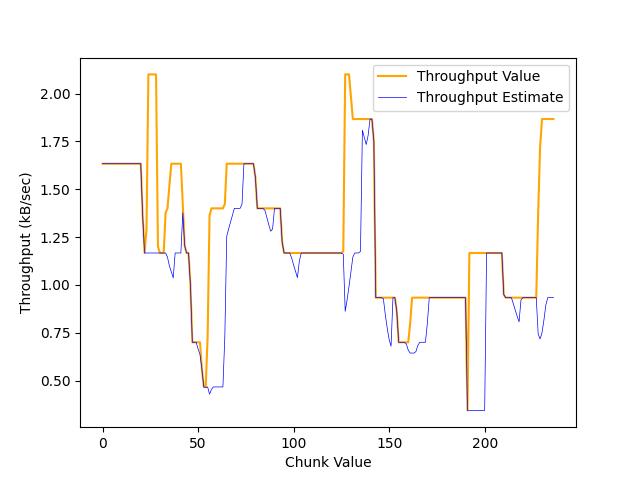 Throughput Value
Throughput Estimate
2.00
1.75
1.50
1.25
1.00
0.75
0.50
Throughput (kB/sec)
0 50 100 150 200
Chunk Value